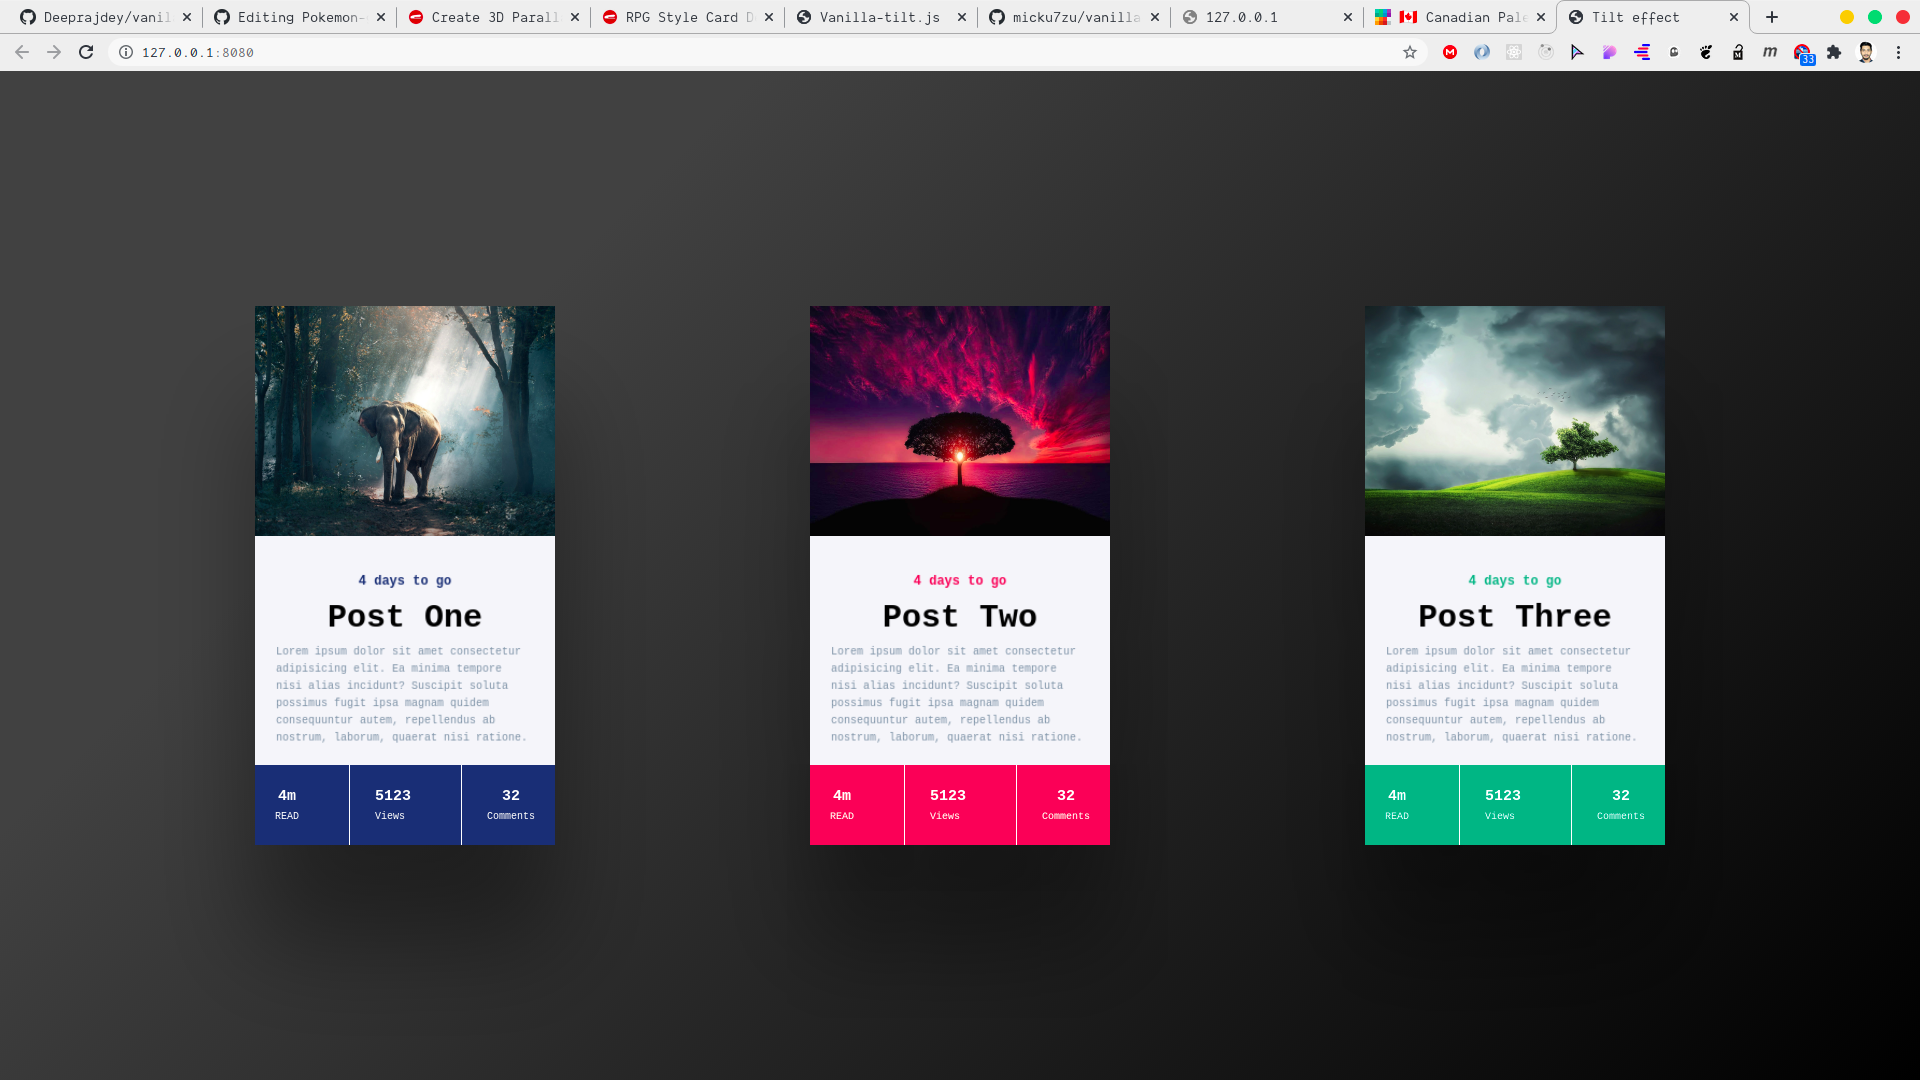 Deeprajdey/vanil
Editing Pokemon-
Create 3D Parall
RPG Style Card D
Vanilla-tilt.js
micku7zu/vanilla
127.0.0.1
Canadian Pale
Tilt effect
127.0.0.1:8080
33
4 days to go
Post One
Lorem ipsum dolor sit amet consectetur
adipisicing elit. Ea minima tempore
nisi alias incidunt? Suscipit soluta
possimus fugit ipsa magnam quidem
consequuntur autem, repellendus ab
nostrum, laborum, quaerat nisi ratione.
4m
READ
5123
Views
32
Comments
4 days to go
Post Two
Lorem ipsum dolor sit amet consectetur
adipisicing elit. Ea minima tempore
nisi alias incidunt? Suscipit soluta
possimus fugit ipsa magnam quidem
consequuntur autem, repellendus ab
nostrum, laborum, quaerat nisi ratione.
4m
READ
5123
Views
32
Comments
4 days to go
Post Three
Lorem ipsum dolor sit amet consectetur
adipisicing elit. Ea minima tempore
nisi alias incidunt? Suscipit soluta
possimus fugit ipsa magnam quidem
consequuntur autem, repellendus ab
nostrum, laborum, quaerat nisi ratione.
4m
READ
5123
Views
32
Comments